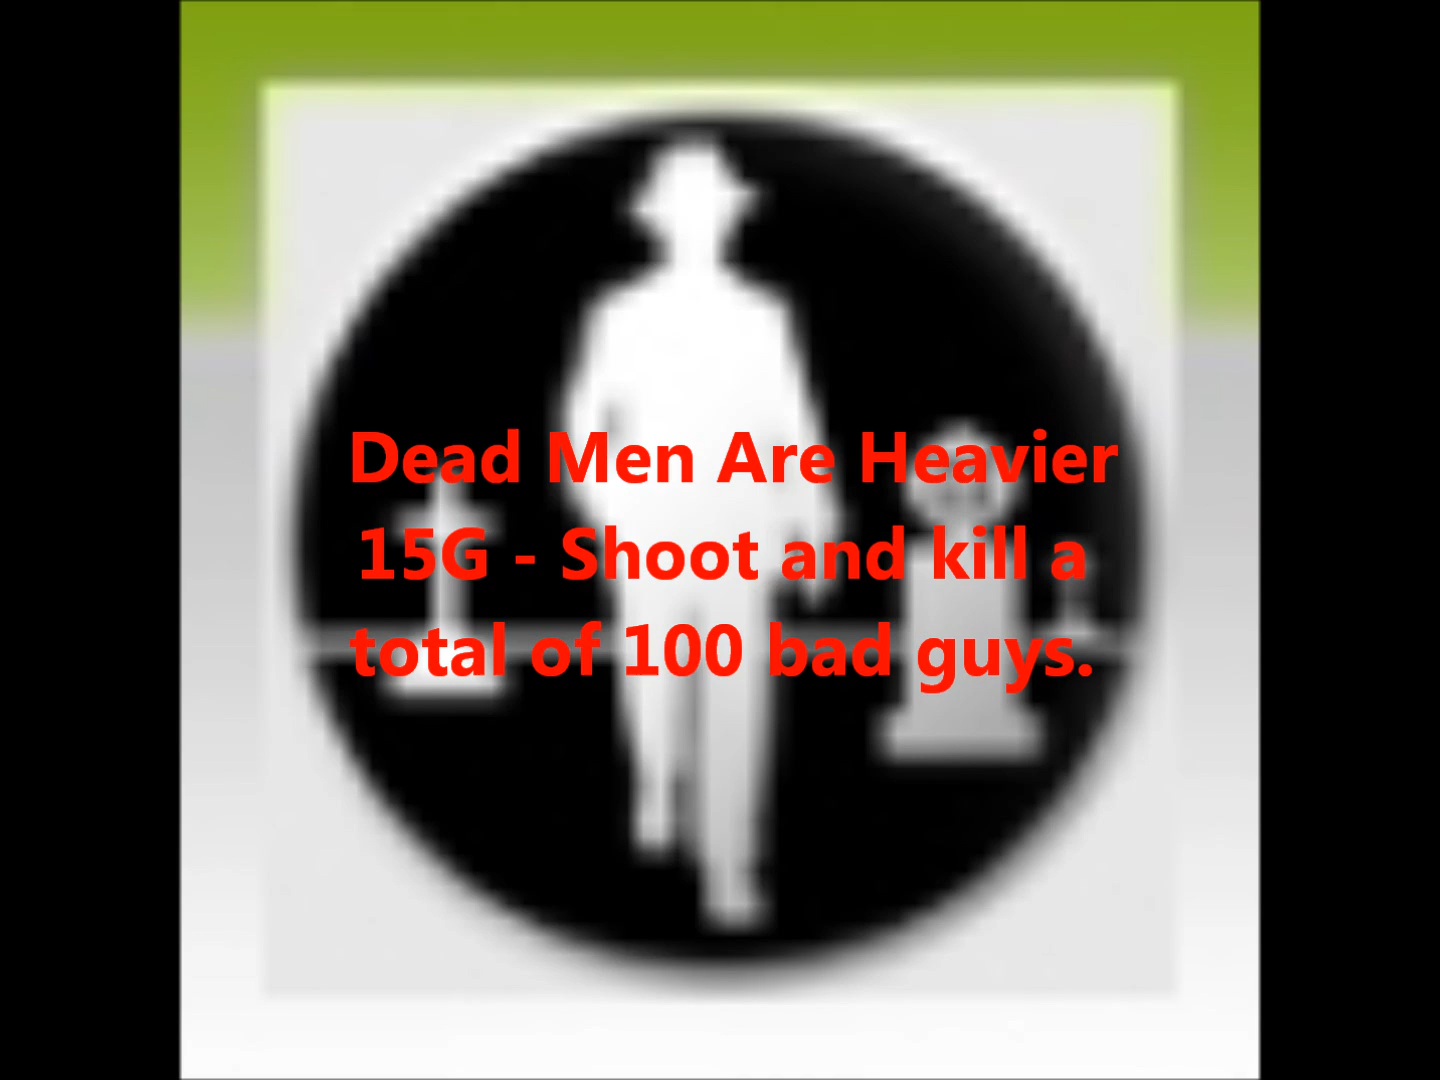 Dead Men Are Heavier
15G - Shoot and kill a
total of 100 bad guys.